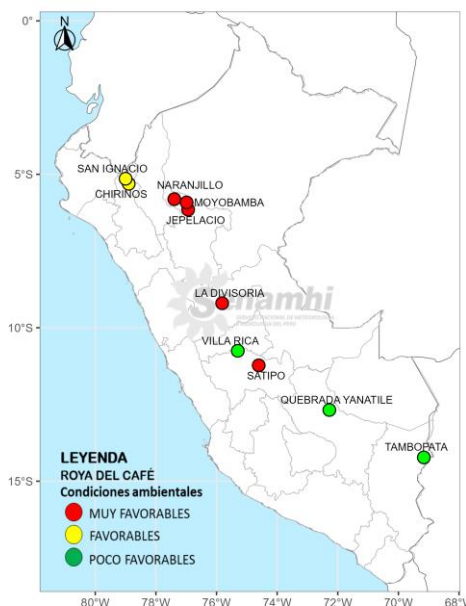 N
0°
SAN IGNACIO
CHIRINOS
NARANJILLO
MOYOBAMBA
JEPELACIO
5°S
LA DIVISORIA
Senamhi
10°S
VILLA RICA
SATIPO
QUEBRADA YANATILE
TAMBOPATA
15°S
LEYENDA
ROYA DEL CAFÉ
Condiciones ambientales
MUY FAVORABLES
FAVORABLES
POCO FAVORABLES
80°W 78°W 76°W 74°W 72°W 70°W 68°W